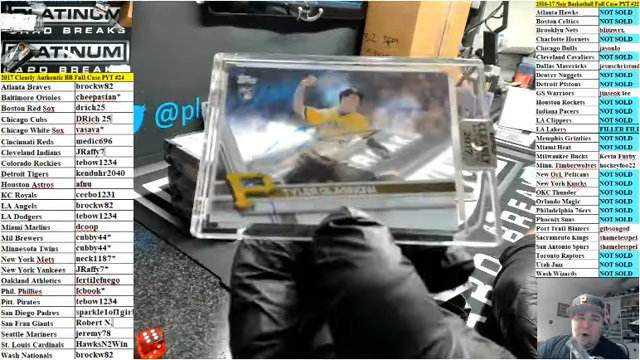 PLATINUM
CARD BREAKS
2017 Clearly Authentic BB Full Case PYT #24
Atlanta Braves brockw82
Baltimore Orioles cheepasian*
Boston Red Sox drich25
Chicago Cubs DRich 25
Chicago White Sox vasava*
Cincinnati Reds medic696
Cleveland Indians JRaffy7
Colorado Rockies tebow1234
Detroit Tigers kenduhr2040
Houston Astros afnu
KC Royals ceebo1231
LA Angels brockw82
LA Dodgers tebow1234
Miami Marlins dcoop
Mil Brewers cubby44*
Minnesota Twins cubby44*
New York Mets neck1187*
New York Yankees JRaffy7*
Oakland Athletics fertilefuego
Phil. Phillies fcbook*
Pitt. Pirates tebow1234
San Diego Padres
San Fran Giants Robert N.
Seattle Mariners jeremy78
St. Louis Cardinals HawksN2Win
Wash Nationals brockw82
topps
P
2016-17 Noir Basketball Full Case PYT
Atlanta Hawks NOT SOLD
Boston Celtics NOT SOLD
Brooklyn Nets
Charlotte Hornets NOT SOLD
Chicago Bulls jasonlo
Cleveland Cavaliers NOT SOLD
Dallas Mavericks
Denver Nuggets NOT SOLD
Detroit Pistons NOT SOLD
GS Warriors junseok lee
Houston Rockets NOT SOLD
Indiana Pacers NOT SOLD
LA Clippers NOT SOLD
LA Lakers
Memphis Grizzlies NOT SOLD
Miami Heat NOT SOLD
Milwaukee Bucks Kevin Furby
Minn. Timberwolves hockeyfoo22
New Orl. Pelicans NOT SOLD
New York Knicks NOT SOLD
OKC Thunder NOT SOLD
Orlando Magic NOT SOLD
Philadelphia 76ers NOT SOLD
Phoenix Suns NOT SOLD
Port Trail Blazers gibsongod
Sacramento Kings
San Antonio Spurs
Toronto Raptors NOT SOLD
Utah Jazz NOT SOLD
Wash Wizards NOT SOLD